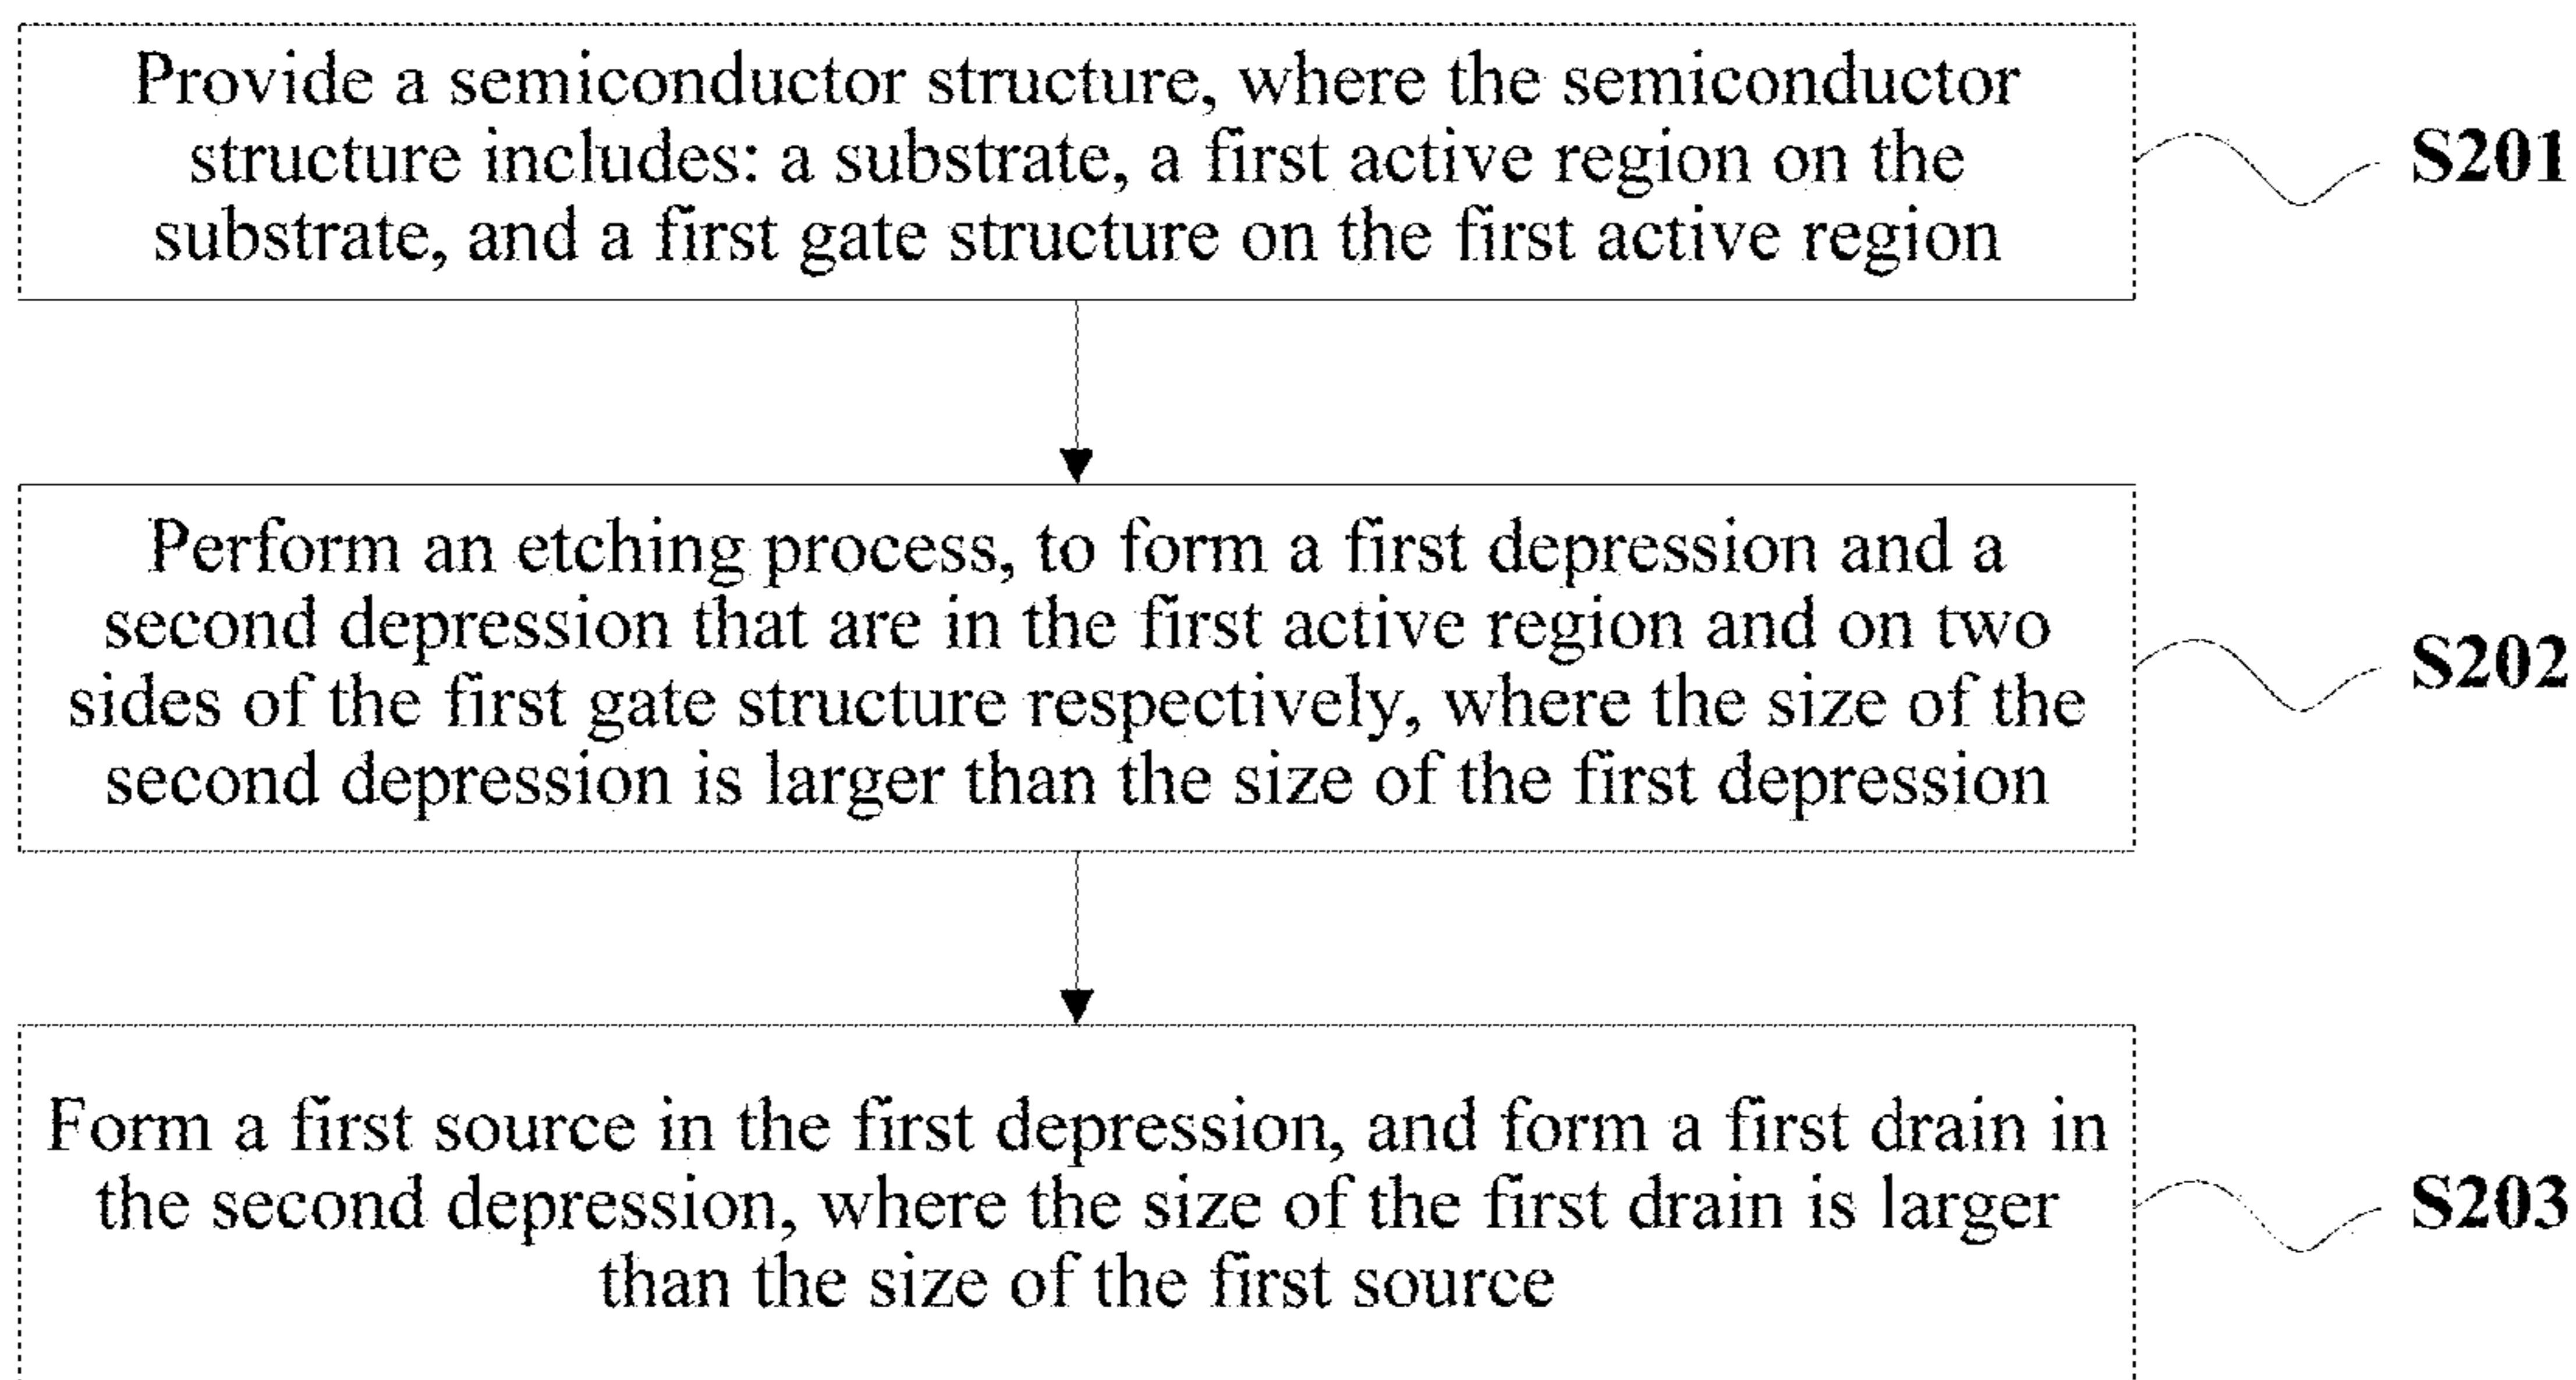 Provide a semiconductor structure, where the semiconductor
structure includes: a substrate, a first active region on the
substrate, and a first gate structure on the first active region
S201
Perform an etching process, to form a first depression and a
second depression that are in the first active region and on two
sides of the first gate structure respectively, where the size of the
second depression is larger than the size of the first depression
S202
Form a first source in the first depression, and form a first drain in
the second depression, where the size of the first drain is larger
than the size of the first source
S203